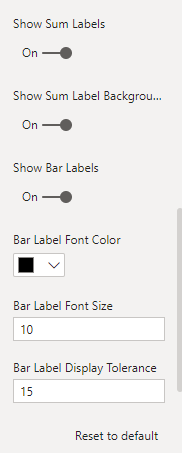 Show Sum Labels
On
Show Sum Label Backgrou...
On
Show Bar Labels
On
Bar Label Font Color
Bar Label Font Size
10
Bar Label Display Tolerance
15
Reset to default